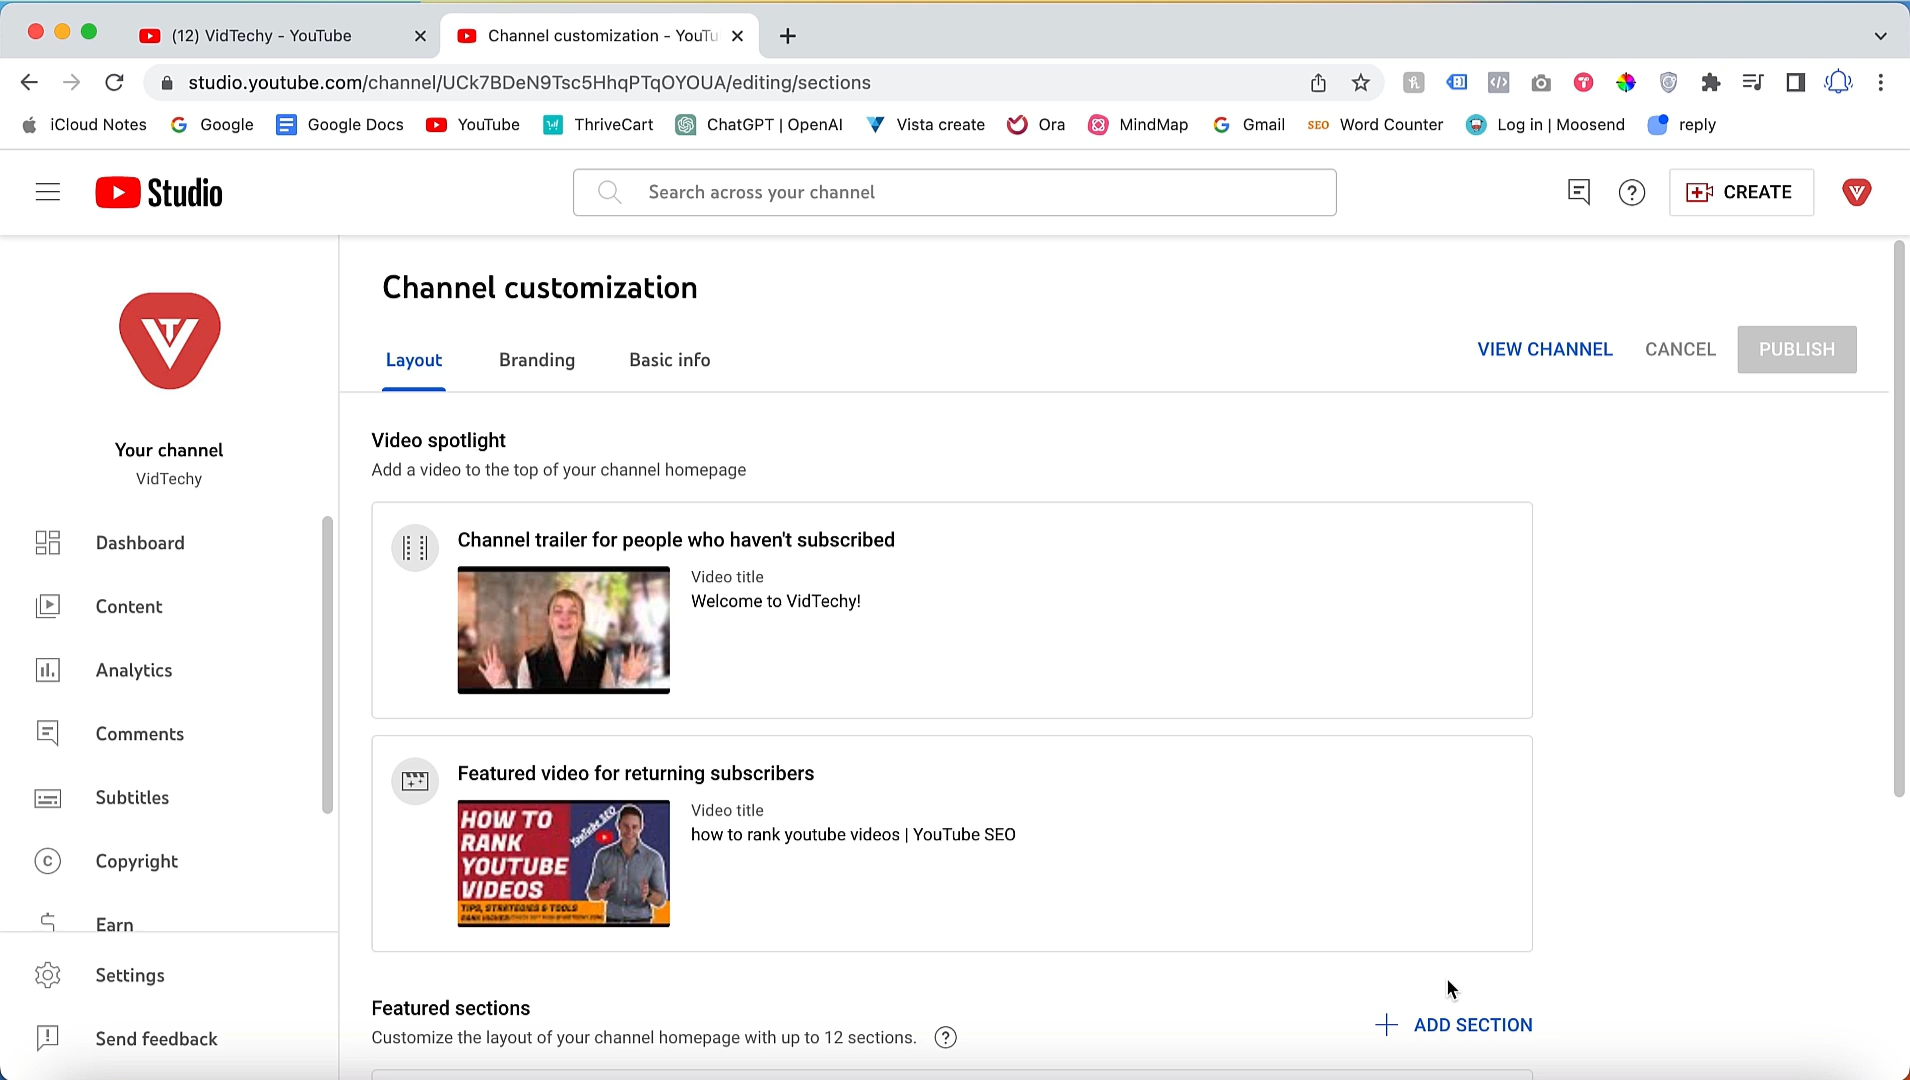 (12) VidTechy - YouTube
Channel customization - YouTu
studio.youtube.com/channel/UCk7BDeN9Tsc5HhqPTqOYOUA/editing/sections
iCloud Notes Google Google Docs YouTube ThriveCart ChatGPT | OpenAI Vista create Ora MindMap Gmail SEO Word Counter Log in | Moosend reply
Studio
Search across your channel
CREATE
Channel customization
Layout Branding Basic info
VIEW CHANNEL CANCEL PUBLISH
Your channel
VidTechy
Dashboard
Content
Analytics
Comments
Subtitles
Copyright
Earn
Settings
Send feedback
Video spotlight
Add a video to the top of your channel homepage
Channel trailer for people who haven't subscribed
Video title
Welcome to VidTechy!
Featured video for returning subscribers
HOW TO
RANK
YOUTUBE
VIDEOS
YouTube SEO
TIPS, STRATEGIES & TOOLS
Video title
how to rank youtube videos | YouTube SEO
Featured sections
Customize the layout of your channel homepage with up to 12 sections.
ADD SECTION